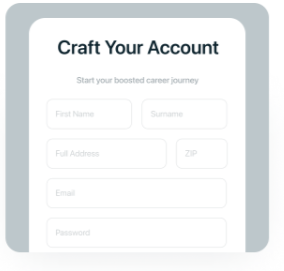 Craft Your Account
Start your boosted career journey
First Name Surname
Full Address ZIP
Email
Password